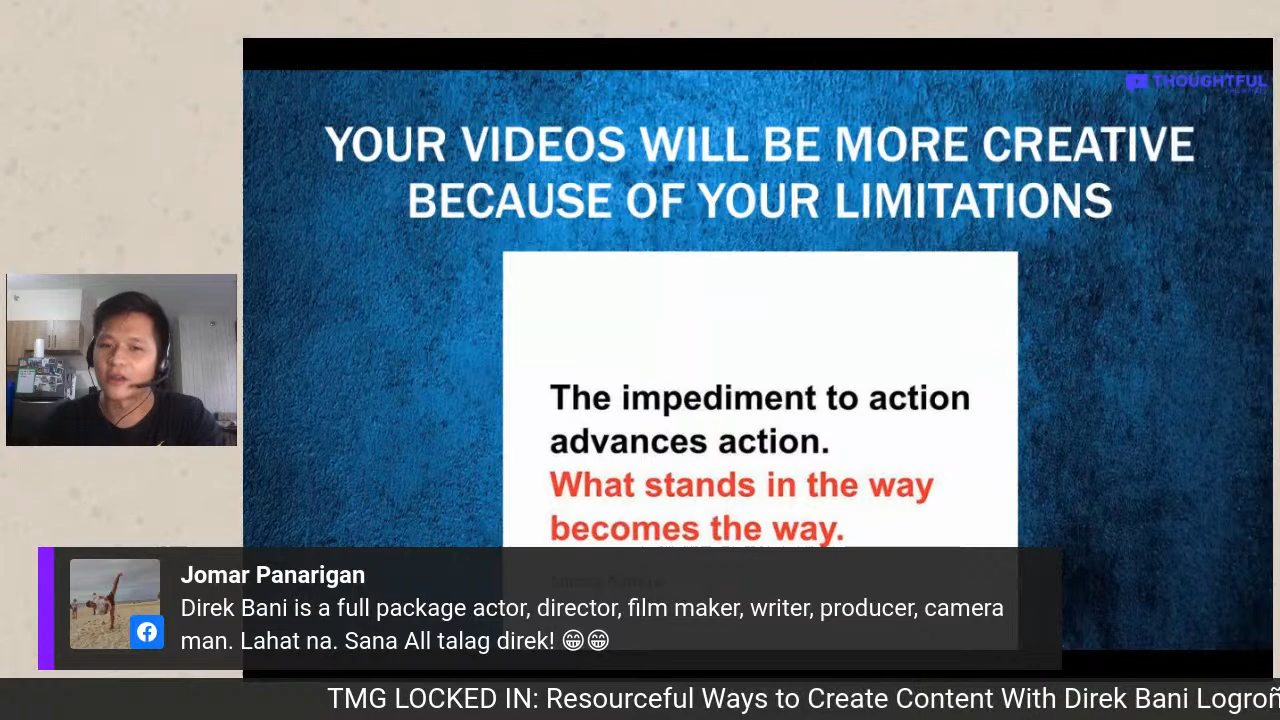 THOUGHTFUL
YOUR VIDEOS WILL BE MORE CREATIVE
BECAUSE OF YOUR LIMITATIONS
The impediment to action
advances action.
What stands in the way
becomes the way.
Jomar Panarigan
Direk Bani is a full package actor, director, film maker, writer, producer, camera
man. Lahat na. Sana All talag direk! 😁😁
TMG LOCKED IN: Resourceful Ways to Create Content With Direk Bani Logroñ